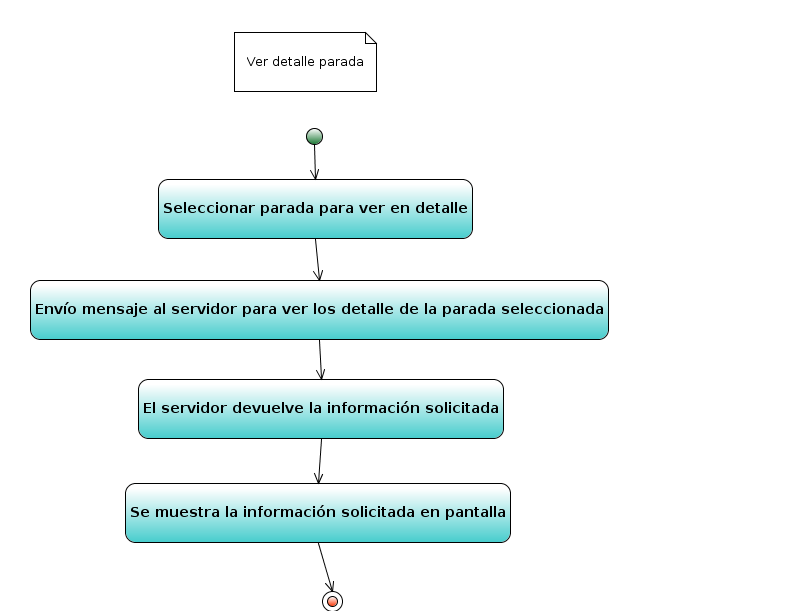 Ver detalle parada
Seleccionar parada para ver en detalle
Envío mensaje al servidor para ver los detalle de la parada seleccionada
El servidor devuelve la información solicitada
Se muestra la información solicitada en pantalla